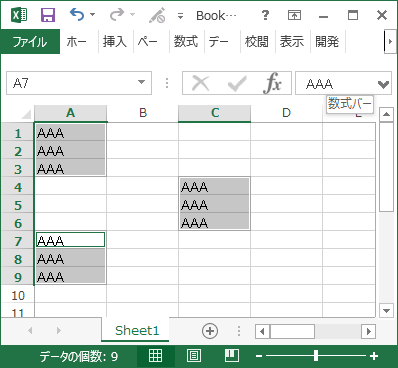 Book...
ファイル ホー 挿入 ペー 数式 デー 校閲 表示 開発
A7 fx AAA
数式バー
A B C D E
1 AAA
2 AAA
3 AAA
4 AAA
5 AAA
6 AAA
7 AAA
8 AAA
9 AAA
10
11
Sheet1
データの個数: 9